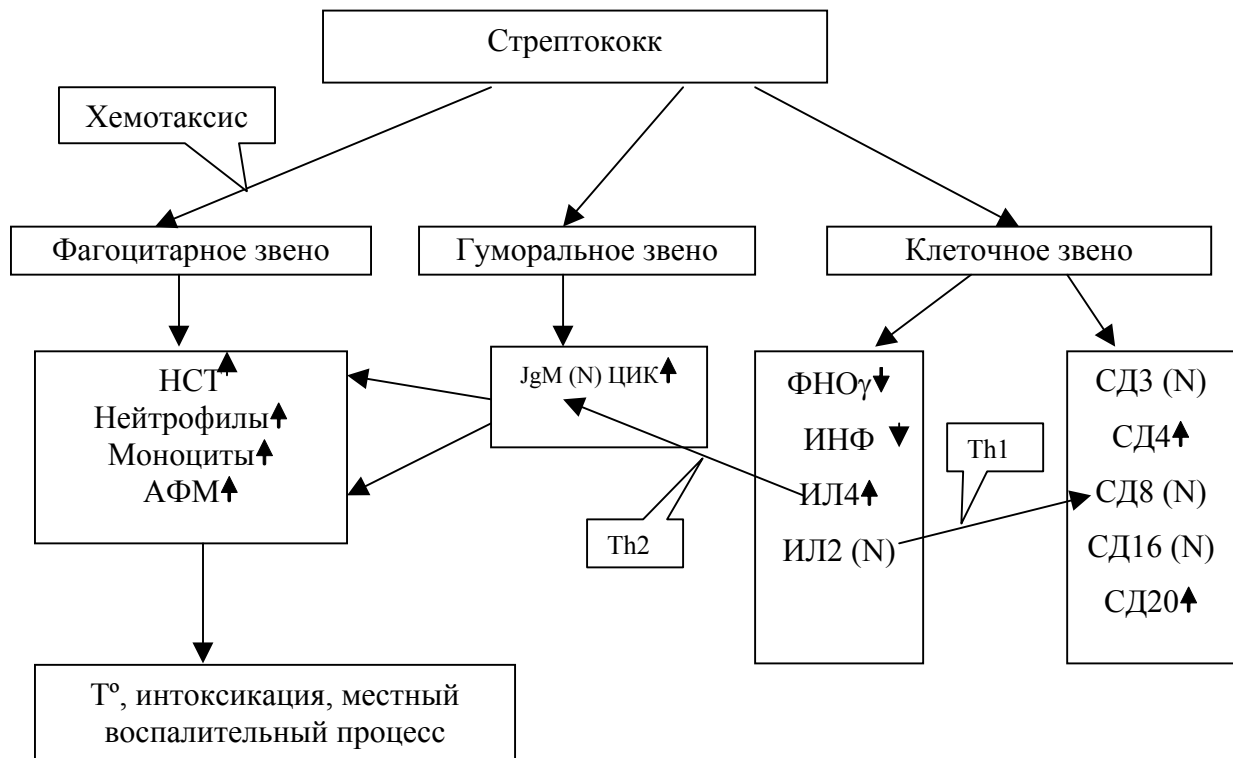 Стрептококк
Хемотаксис
Фагоцитарное звено
Гуморальное звено
Клеточное звено
НСТ
Нейтрофилы
Моноциты
АФМ
JgM (N) ЦИК
ФНОγ
ИНФ
ИЛ4
ИЛ2 (N)
СД3 (N)
СД4
СД8 (N)
СД16 (N)
СД20
Th1
Th2
Tº, интоксикация, местный
воспалительный процесс